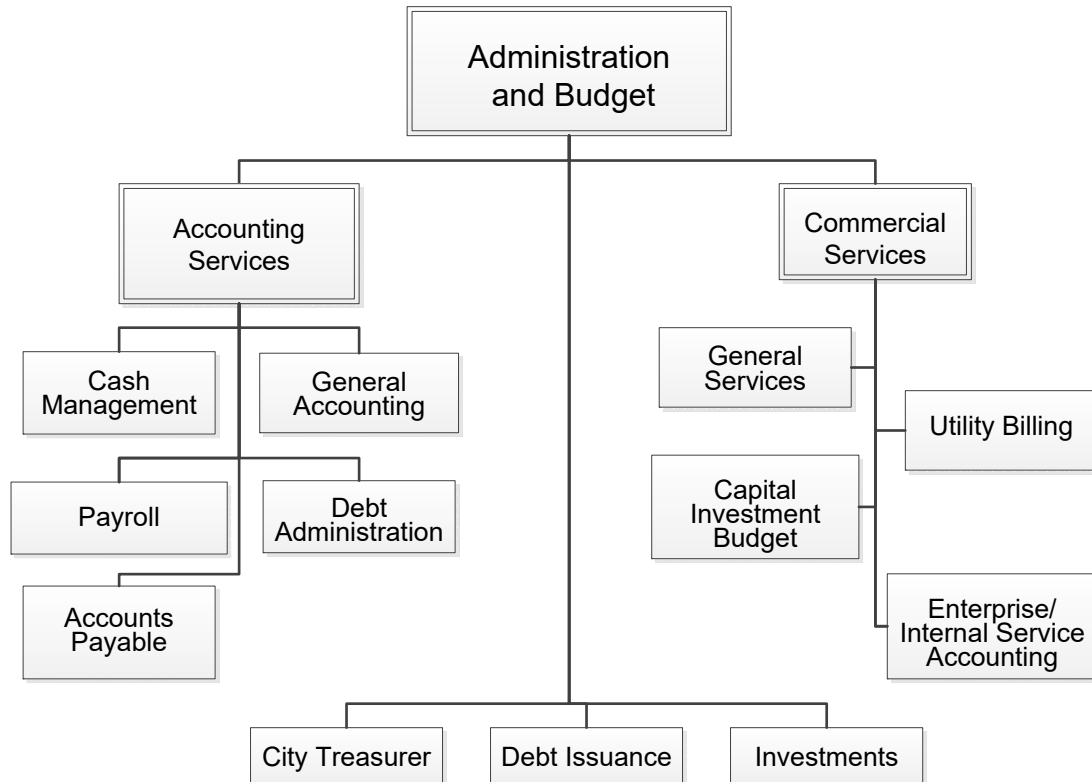 Administration
and Budget
Accounting
Services
Commercial
Services
Cash
Management
General
Accounting
General
Services
Utility Billing
Payroll
Debt
Administration
Capital
Investment
Budget
Accounts
Payable
Enterprise/
Internal Service
Accounting
City Treasurer
Debt Issuance
Investments